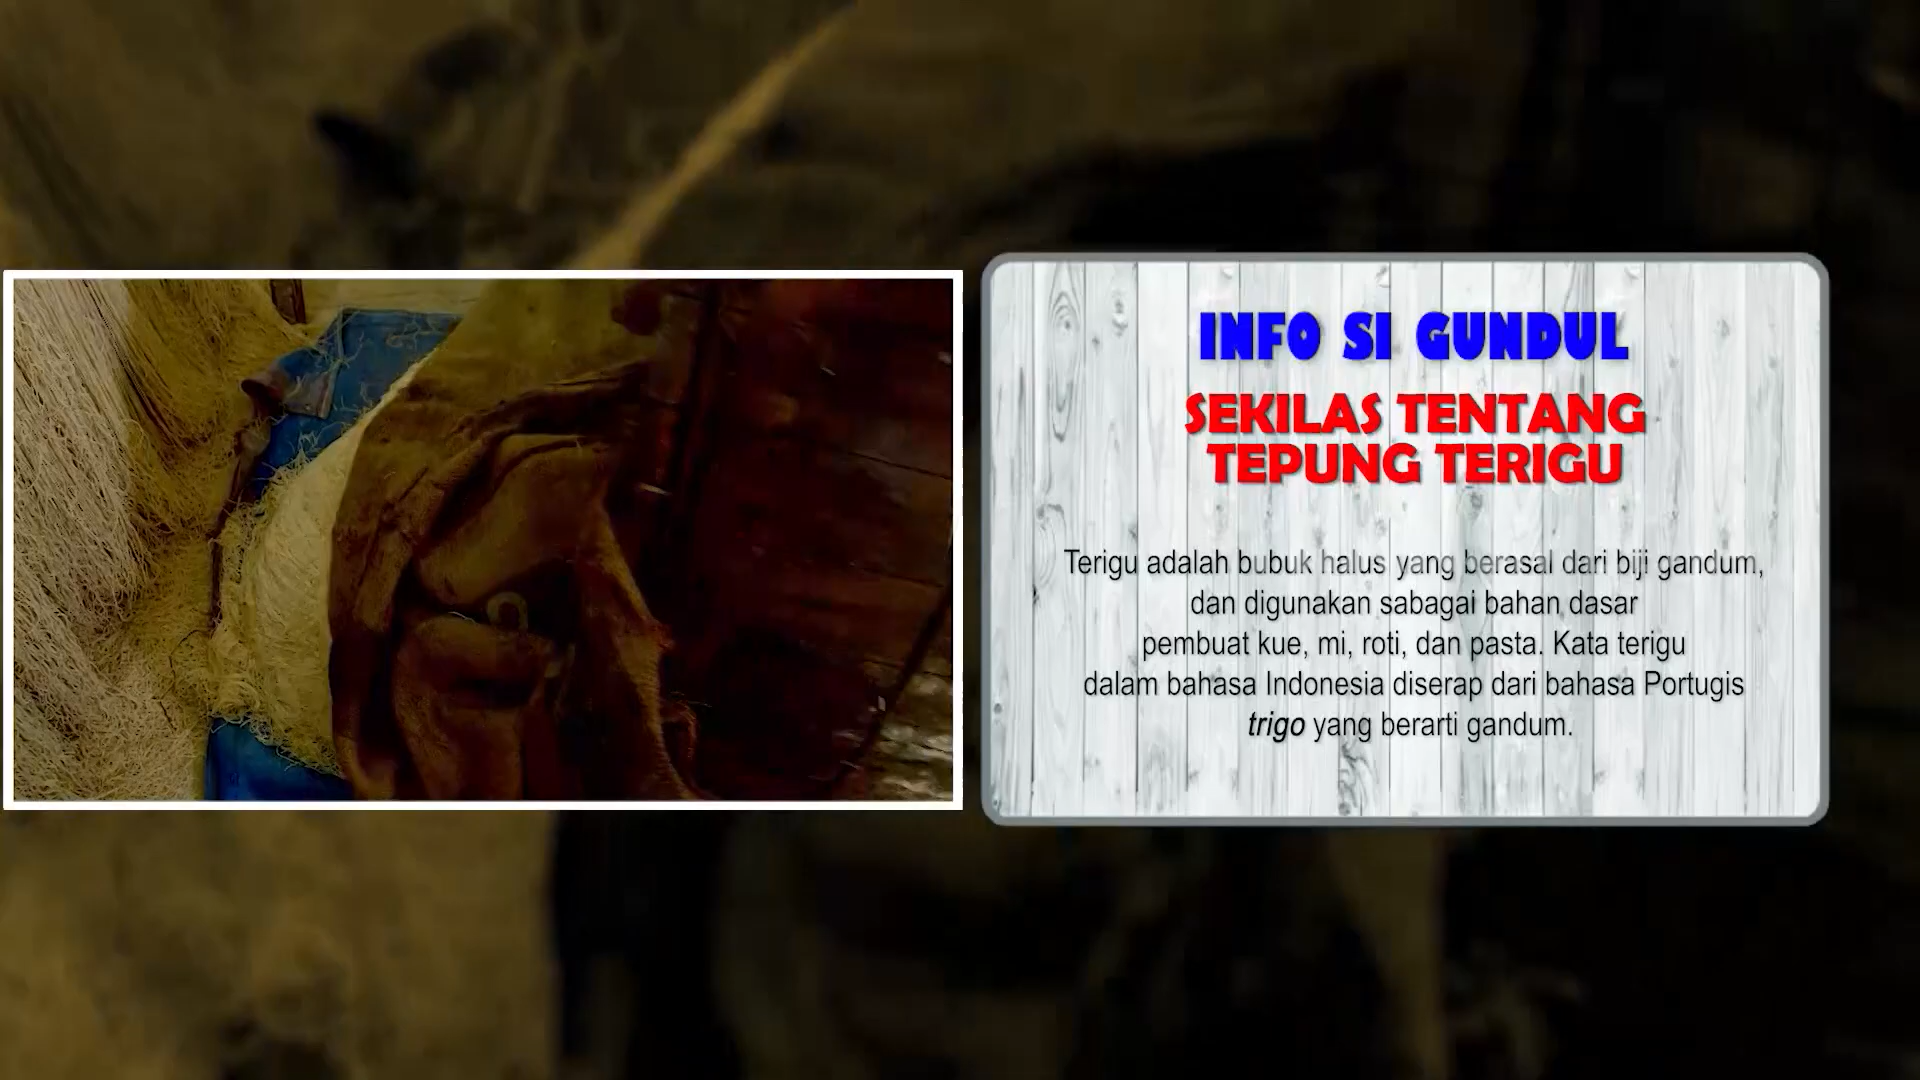 INFO SI GUNDUL
SEKILAS TENTANG
TEPUNG TERIGU
Terigu adalah bubuk halus yang berasal dari biji gandum,
dan digunakan sabagai bahan dasar
pembuat kue, mi, roti, dan pasta. Kata terigu
dalam bahasa Indonesia diserap dari bahasa Portugis
trigo yang berarti gandum.